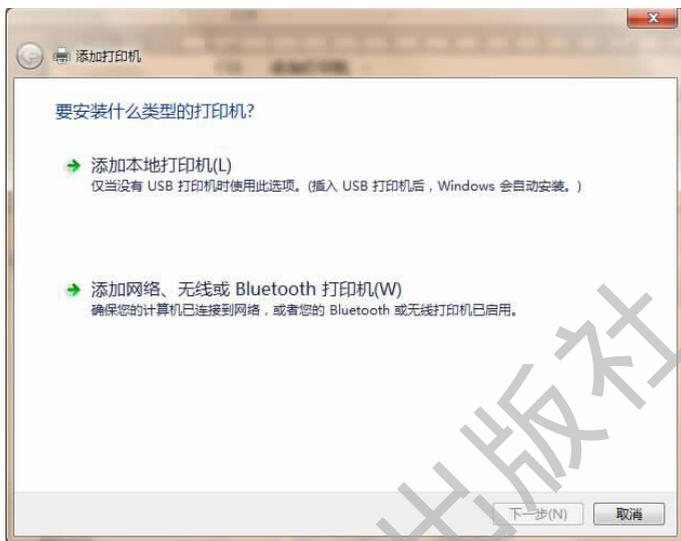 添加打印机
要安装什么类型的打印机?
添加本地打印机(L)
仅当没有 USB 打印机时使用此选项。(插入 USB 打印机后，Windows 会自动安装。)
添加网络、无线或 Bluetooth 打印机(W)
确保您的计算机已连接到网络，或者您的 Bluetooth 或无线打印机已启用。
下一步(N)
取消
出版社